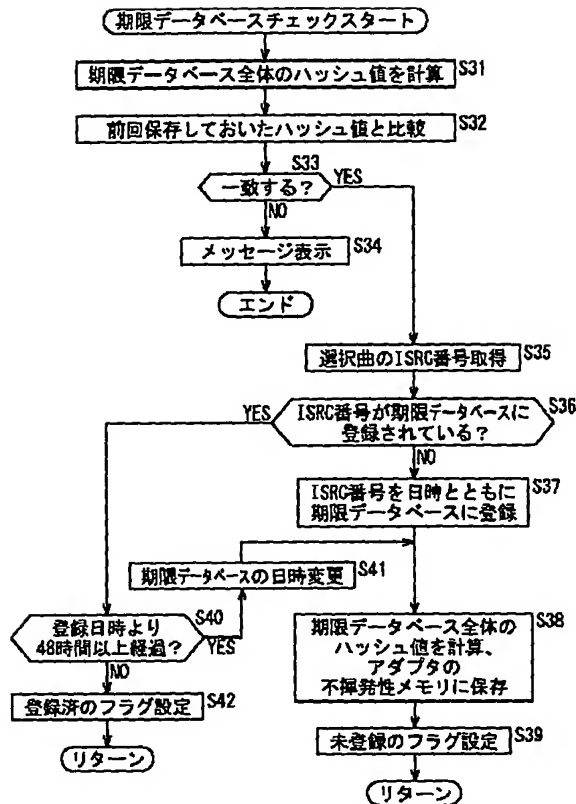 期限データベースチェックスタート
期限データベース全体のハッシュ値を計算 S31
前回保存しておいたハッシュ値と比較 S32
S33
一致する? YES
NO
メッセージ表示 S34
エンド
選択曲のISRC番号取得 S35
YES ISRC番号が期限データベースに S36
登録されている?
NO
ISRC番号を日時とともに S37
期限データベースに登録
期限データベースの日時変更 S41
S40
登録日時より
48時間以上経過? YES
NO
期限データベース全体の S38
ハッシュ値を計算、
アダプタの
不揮発性メモリに保存
登録済のフラグ設定 S42
未登録のフラグ設定 S39
リターン
リターン